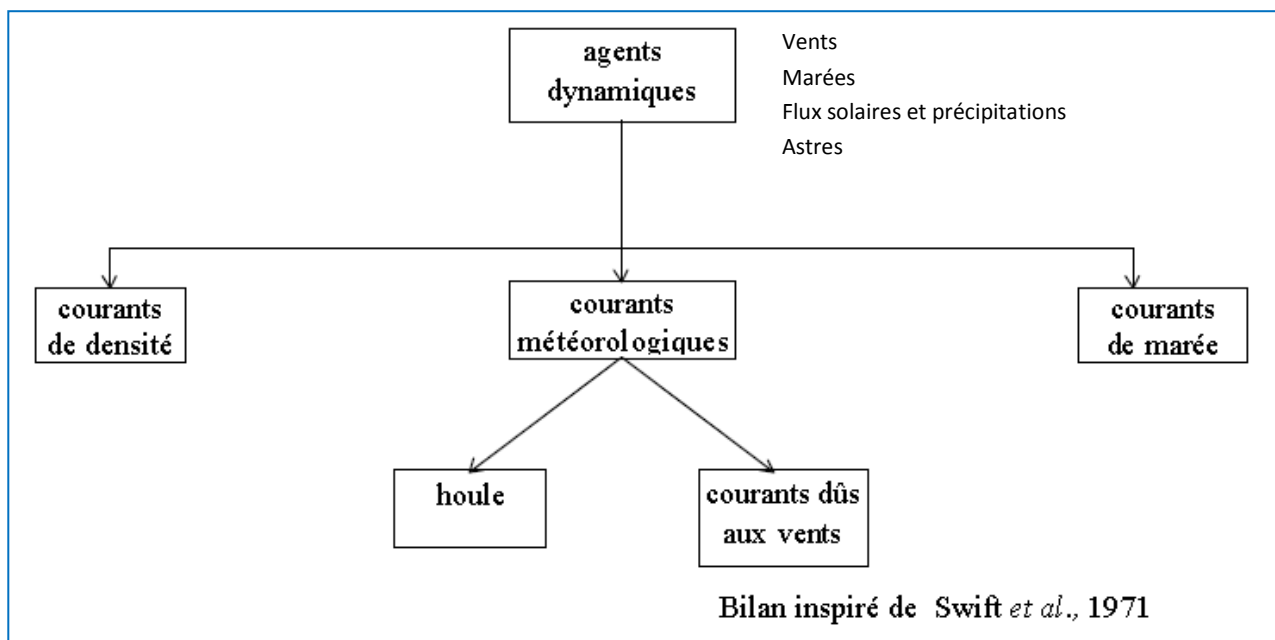 agents
dynamiques
Vents
Marées
Flux solaires et précipitations
Astres
courants
de densité
courants
météorologiques
courants
de marée
houle
courants dûs
aux vents
Bilan inspiré de Swift et al., 1971